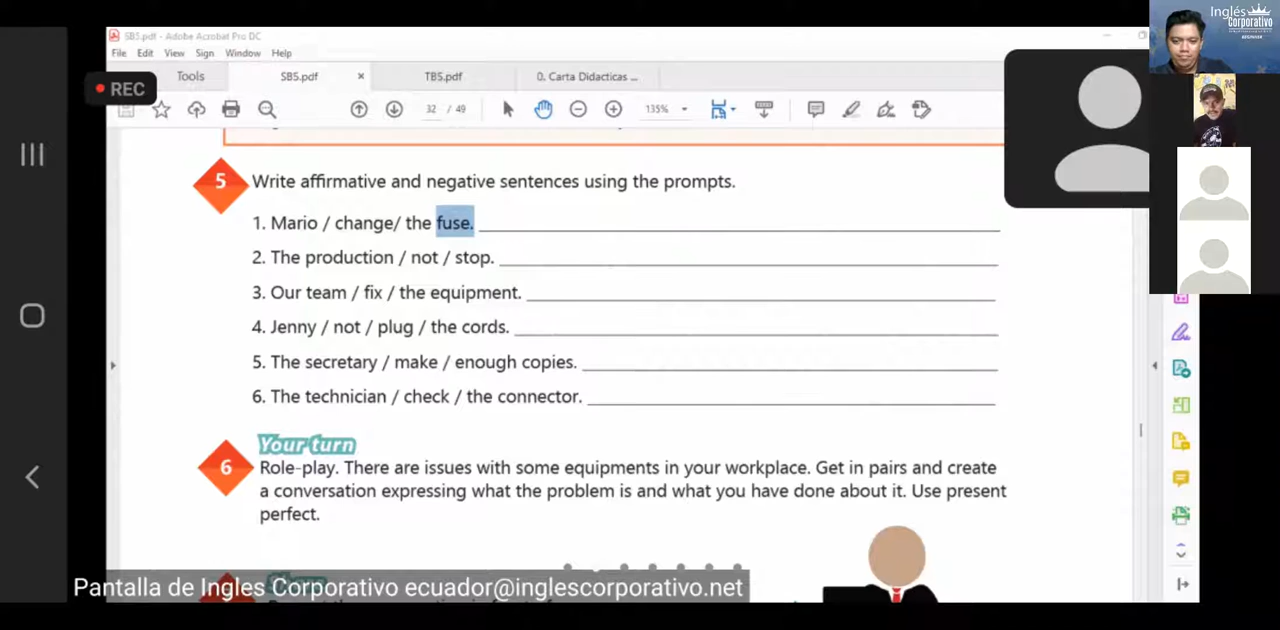 SB5.pdf - Adobe Acrobat Pro DC
File Edit View Sign Window Help
Tools SB5.pdf × TB5.pdf 0. Carta Didacticas ...
REC
32 / 49 135%
5 Write affirmative and negative sentences using the prompts.
1. Mario / change/ the fuse.
2. The production / not / stop.
3. Our team / fix / the equipment.
4. Jenny / not / plug / the cords.
5. The secretary / make / enough copies.
6. The technician / check / the connector.
Your turn
6 Role-play. There are issues with some equipments in your workplace. Get in pairs and create
a conversation expressing what the problem is and what you have done about it. Use present
perfect.
Pantalla de Ingles Corporativo ecuador@inglescorporativo.net
Inglés
Corporativo